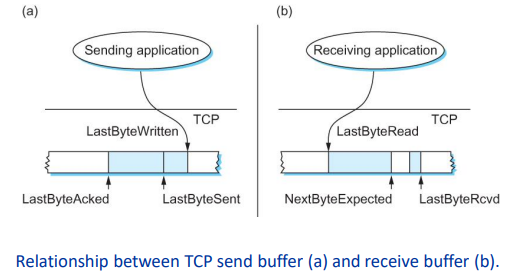 (a)
Sending application
TCP
LastByteWritten
LastByteAcked
LastByteSent
(b)
Receiving application
TCP
LastByteRead
NextByteExpected
LastByteRcvd
Relationship between TCP send buffer (a) and receive buffer (b).